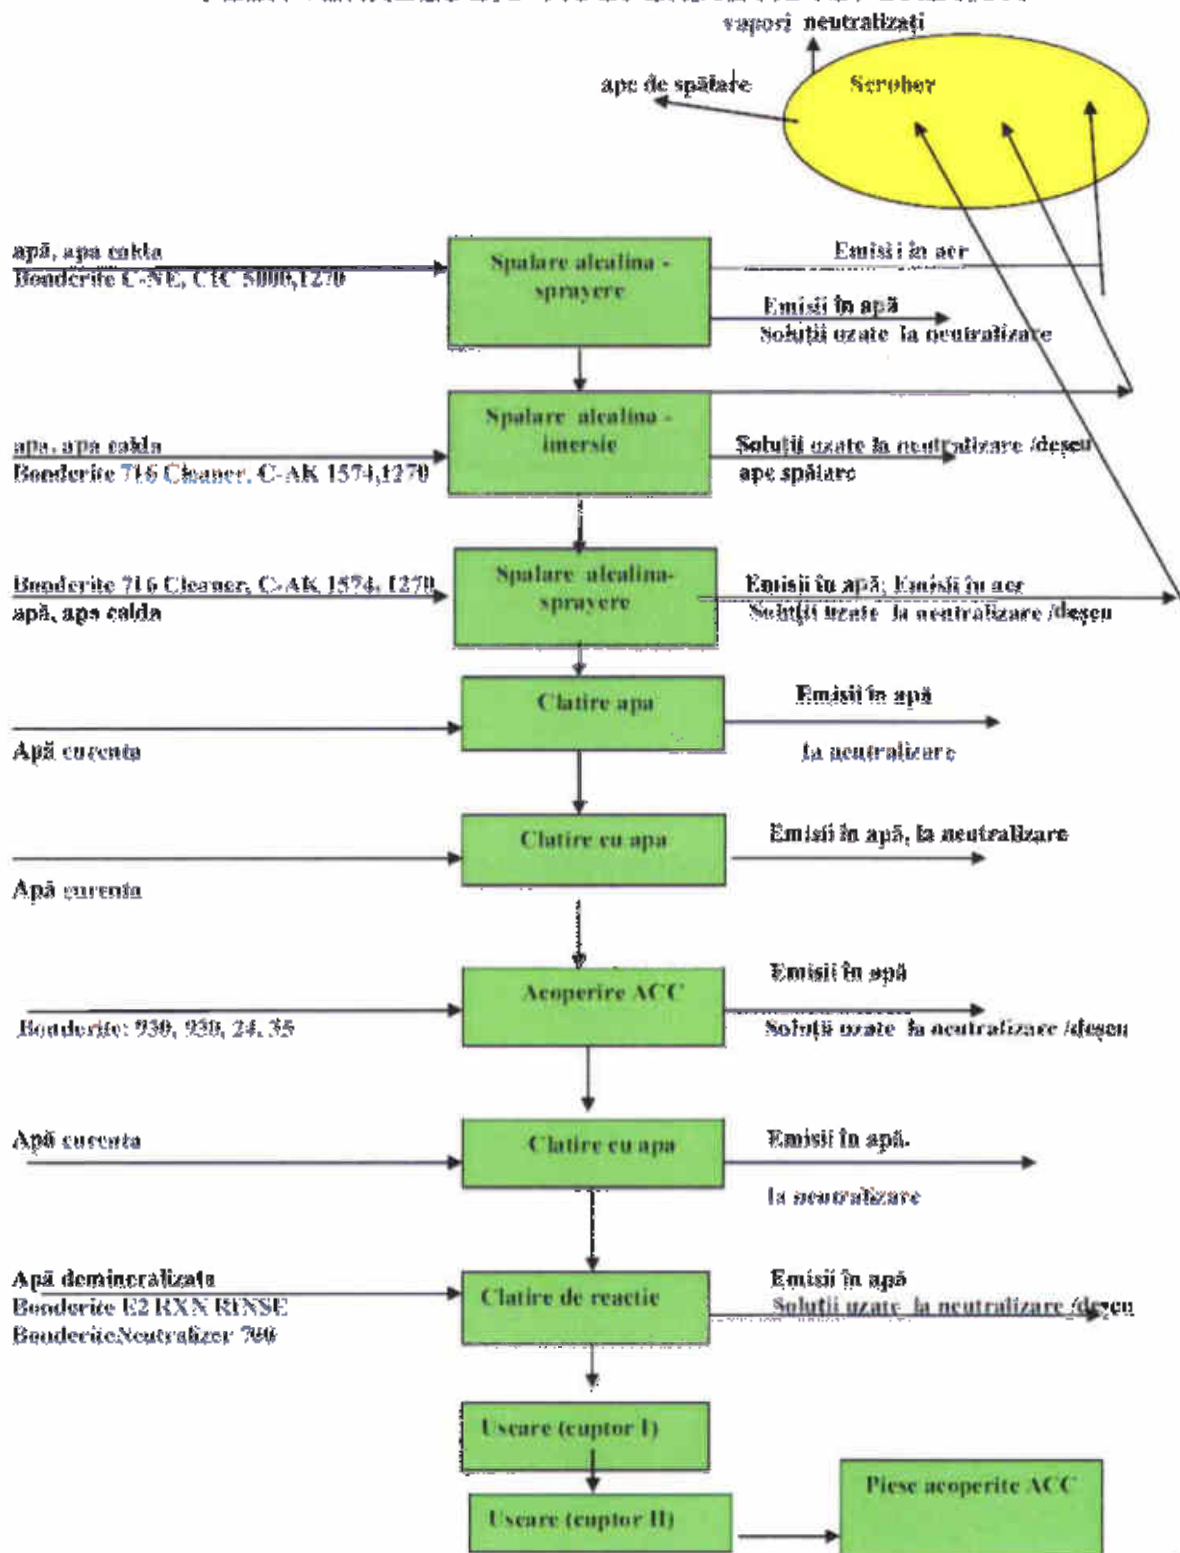 vapori neutralizați
ape de spălare
Scruber
apă, apa calda
Bonderite C-NE, CIC 5000,1270
Spalare alcalina -
sprayere
Emisii în aer
Emisii în apă
Soluții uzate la neutralizare
Spalare alcalina -
imersie
apa, apa calda
Bonderite 716 Cleaner, C-AK 1574,1270
Soluții uzate la neutralizare /deșeu
ape spălare
Bonderite 716 Cleaner, C-AK 1574, 1270
apă, apa calda
Spalare alcalina-
sprayere
Emisii în apă; Emisii în aer
Soluții uzate la neutralizare /deșeu
Clatire apa
Emisii în apă
la neutralizare
Apă curenta
Clatire cu apa
Emisii în apă, la neutralizare
Apă curenta
Acoperire ACC
Emisii în apă
Bonderite: 930, 930, 24, 35
Soluții uzate la neutralizare /deșeu
Apă curenta
Clatire cu apa
Emisii în apă.
la neutralizare
Apă demineralizata
Bonderite E2 RXN RINSE
BonderiteNeutralizer 700
Clatire de reactie
Emisii în apă
Soluții uzate la neutralizare /deșeu
Uscare (cuptor I)
Uscare (cuptor II)
Piese acoperite ACC